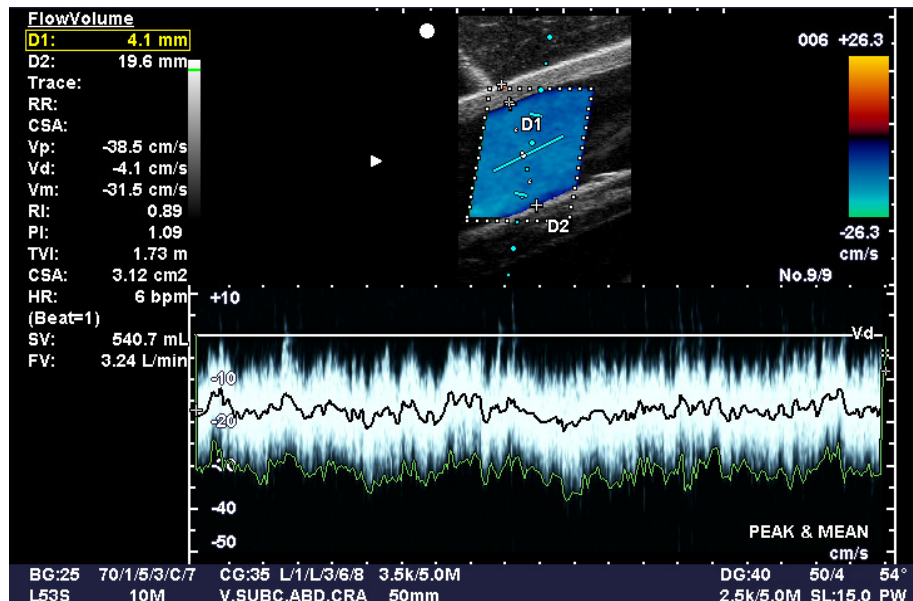 FlowVolume
D1: 4.1 mm
D2: 19.6 mm
Trace:
RR:
CSA:
Vp: -38.5 cm/s
Vd: -4.1 cm/s
Vm: -31.5 cm/s
RI: 0.89
PI: 1.09
TVI: 1.73 m
CSA: 3.12 cm2
HR: 6 bpm
(Beat=1)
SV: 540.7 mL
FV: 3.24 L/min
D1
D2
006 +26.3
-26.3
cm/s
No.9/9
+10
Vd
-10
-20
-30
-40
-50
PEAK & MEAN
cm/s
BG:25 70/1/5/3/C/7 CG:35 L/1/L/3/6/8 3.5k/5.0M DG:40 50/4 54°
L53S 10M V.SUBC.ABD.CRA 50mm 2.5k/5.0M SL:15.0 PW